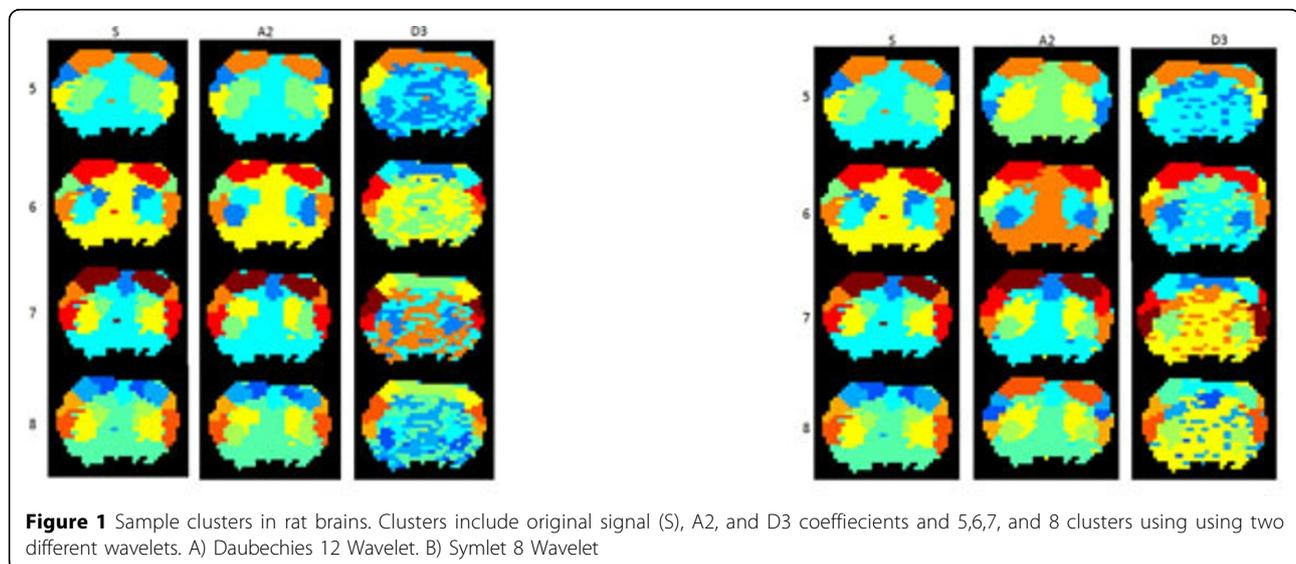 S A2 D3
5
6
7
8
S A2 D3
5
6
7
8
Figure 1 Sample clusters in rat brains. Clusters include original signal (S), A2, and D3 coeffiecients and 5,6,7, and 8 clusters using using two
different wavelets. A) Daubechies 12 Wavelet. B) Symlet 8 Wavelet